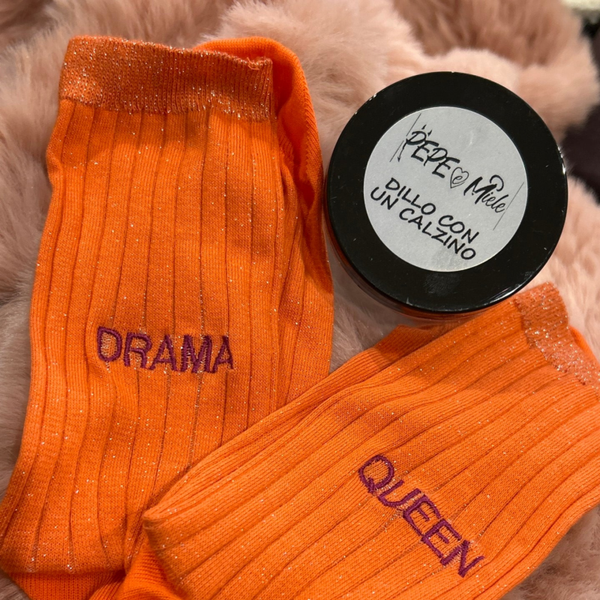 DRAMA
PEPE e Miele
DILLO CON
UN CALZINO
QUEEN